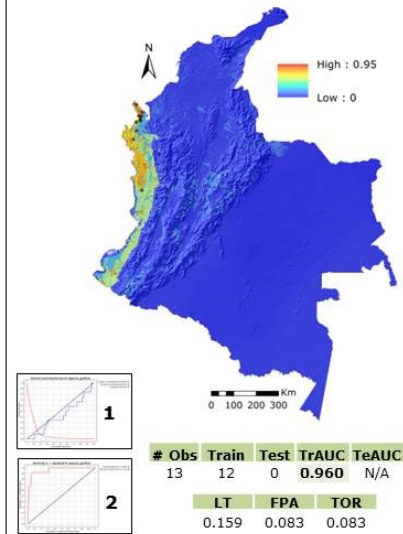 N
High : 0.95
Low : 0
Km
0 100 200 300
1
2
# Obs Train Test TrAUC TeAUC
13 12 0 0.960 N/A
LT FPA TOR
0.159 0.083 0.083